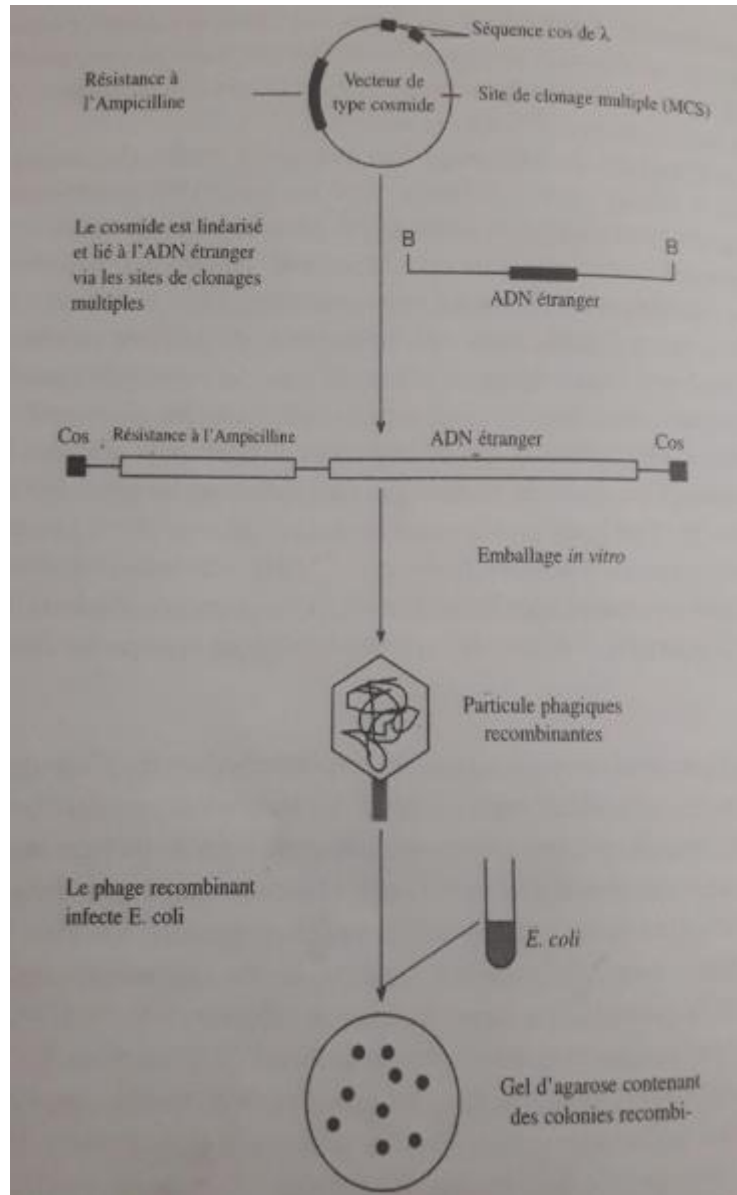 Séquence cos de λ
Résistance à
l'Ampicilline
Vecteur de
type cosmide
Site de clonage multiple (MCS)
Le cosmide est linéarisé
et lié à l'ADN étranger
via les sites de clonages
multiples
B
B
ADN étranger
Cos
Résistance à l'Ampicilline
ADN étranger
Cos
Emballage in vitro
Particule phagiques
recombinantes
Le phage recombinant
infecte E. coli
E. coli
Gel d'agarose contenant
des colonies recombi-